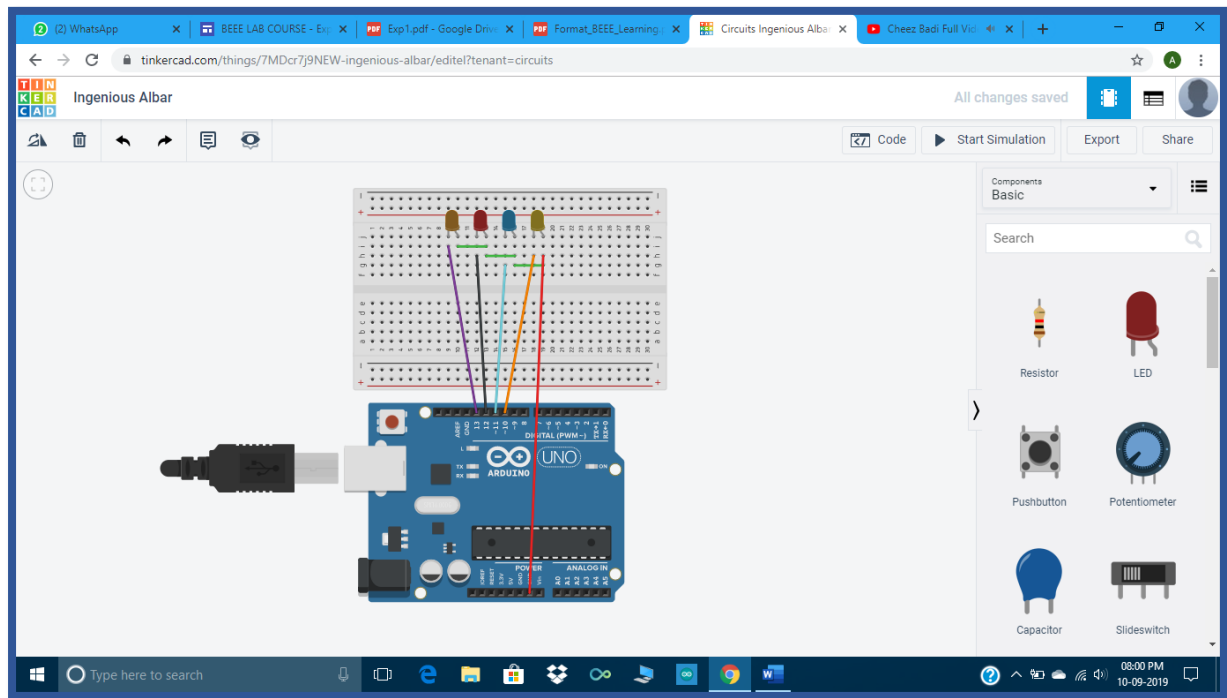 (2) WhatsApp
BEEE LAB COURSE - Exp
Exp1.pdf - Google Drive
Format_BEEE_Learning.p
Circuits Ingenious Albar
Cheez Badi Full Vid
tinkercad.com/things/7MDcr7j9NEW-ingenious-albar/editel?tenant=circuits
A
TIN
KER
CAD
Ingenious Albar
All changes saved
Code
Start Simulation
Export
Share
Components
Basic
Search
Resistor
LED
Pushbutton
Potentiometer
Capacitor
Slideswitch
AREF
GND
13
12
~11
~10
~9
8
7
~6
~5
4
~3
2
TX→1
RX←0
DIGITAL (PWM~)
L
TX
RX
ARDUINO
UNO
ON
POWER
ANALOG IN
IOREF
RESET
3.3V
5V
GND
Vin
A0
A1
A2
A3
A4
A5
Type here to search
08:00 PM
10-09-2019